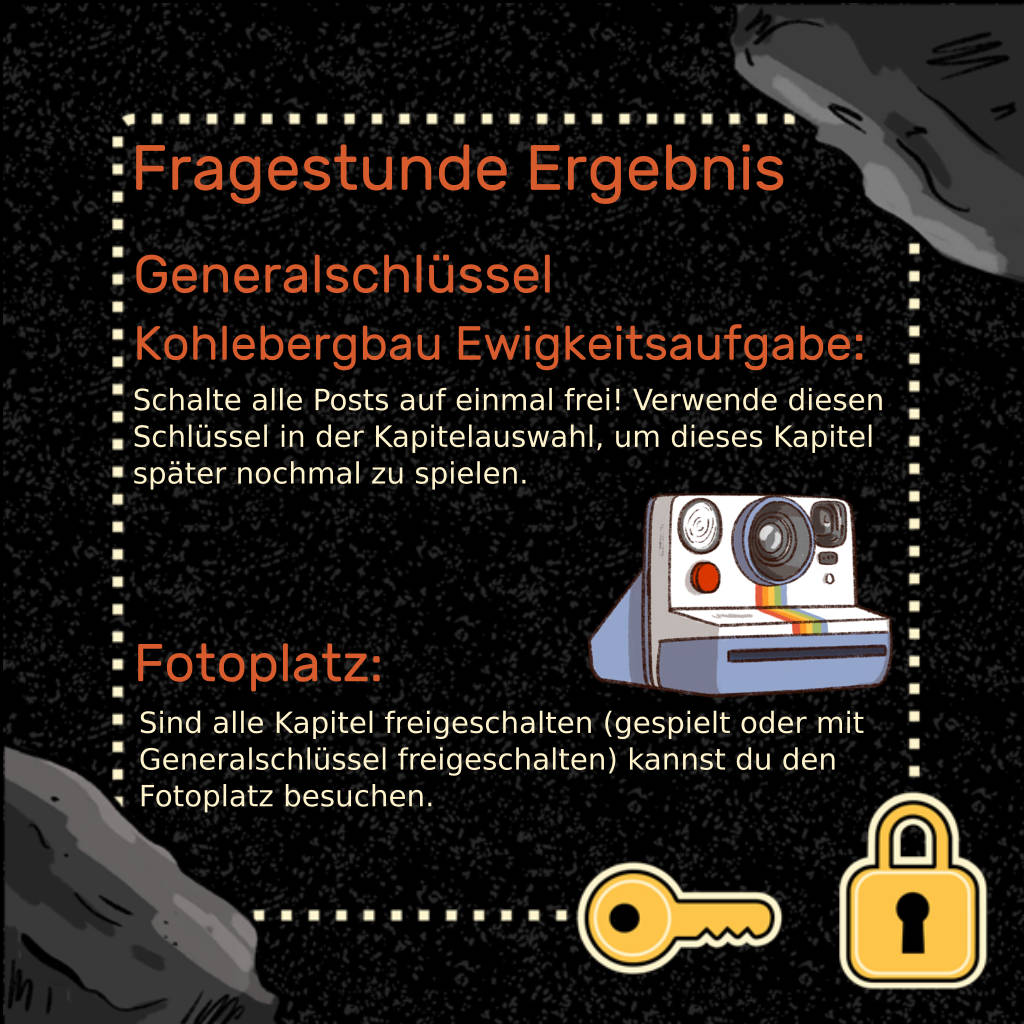 Fragestunde Ergebnis
Generalschlüssel
Kohlebergbau Ewigkeitsaufgabe:
Schalte alle Posts auf einmal frei! Verwende diesen
Schlüssel in der Kapitelauswahl, um dieses Kapitel
später nochmal zu spielen.
Fotoplatz:
Sind alle Kapitel freigeschalten (gespielt oder mit
Generalschlüssel freigeschalten) kannst du den
Fotoplatz besuchen.